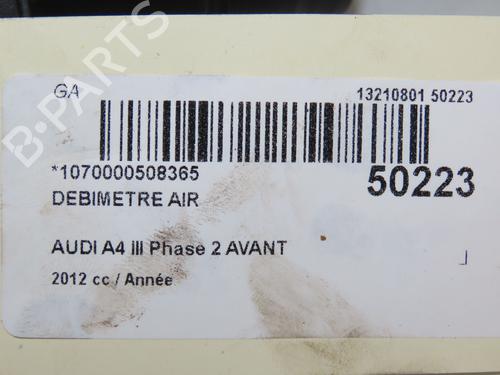 GA
13210801 50223
*1070000508365
50223
DEBIMETRE AIR
AUDI A4 III Phase 2 AVANT
2012 cc / Année
B-PARTS